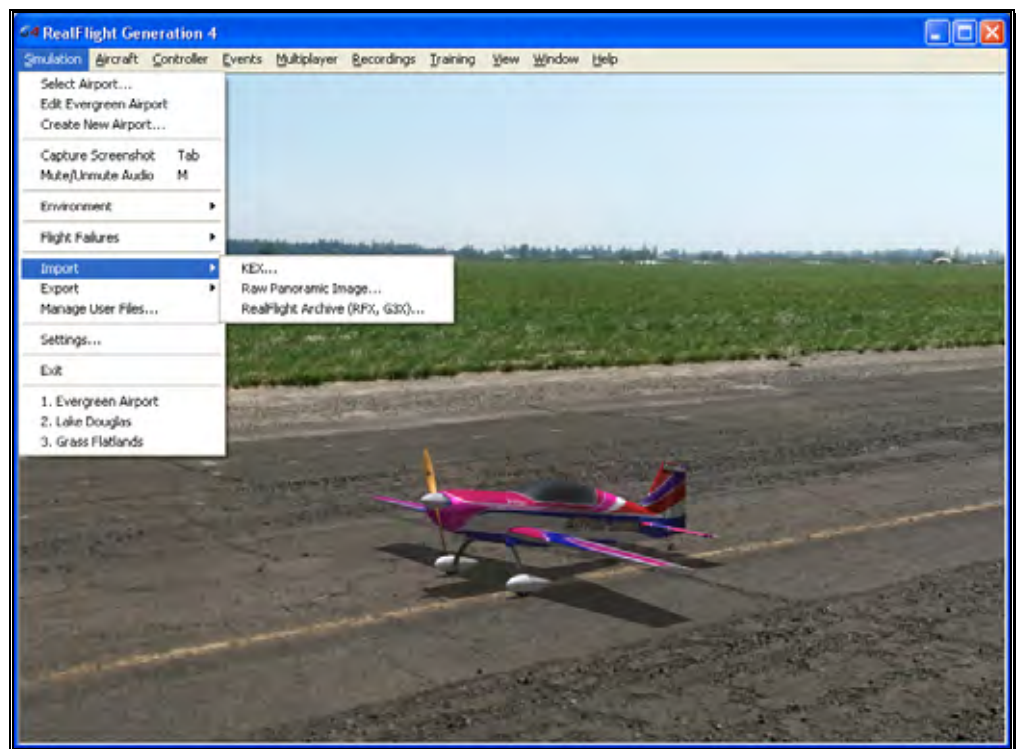 RealFlight Generation 4
Simulation Aircraft Controller Events Multiplayer Recordings Training View Window Help
Select Airport...
Edit Evergreen Airport
Create New Airport...
Capture Screenshot Tab
Mute/Unmute Audio M
Environment
Flight Failures
Import
Export
Manage User Files...
Settings...
Exit
1. Evergreen Airport
2. Lake Douglas
3. Grass Flatlands
KEX...
Raw Panoramic Image...
RealFlight Archive (RFX, G3X)...